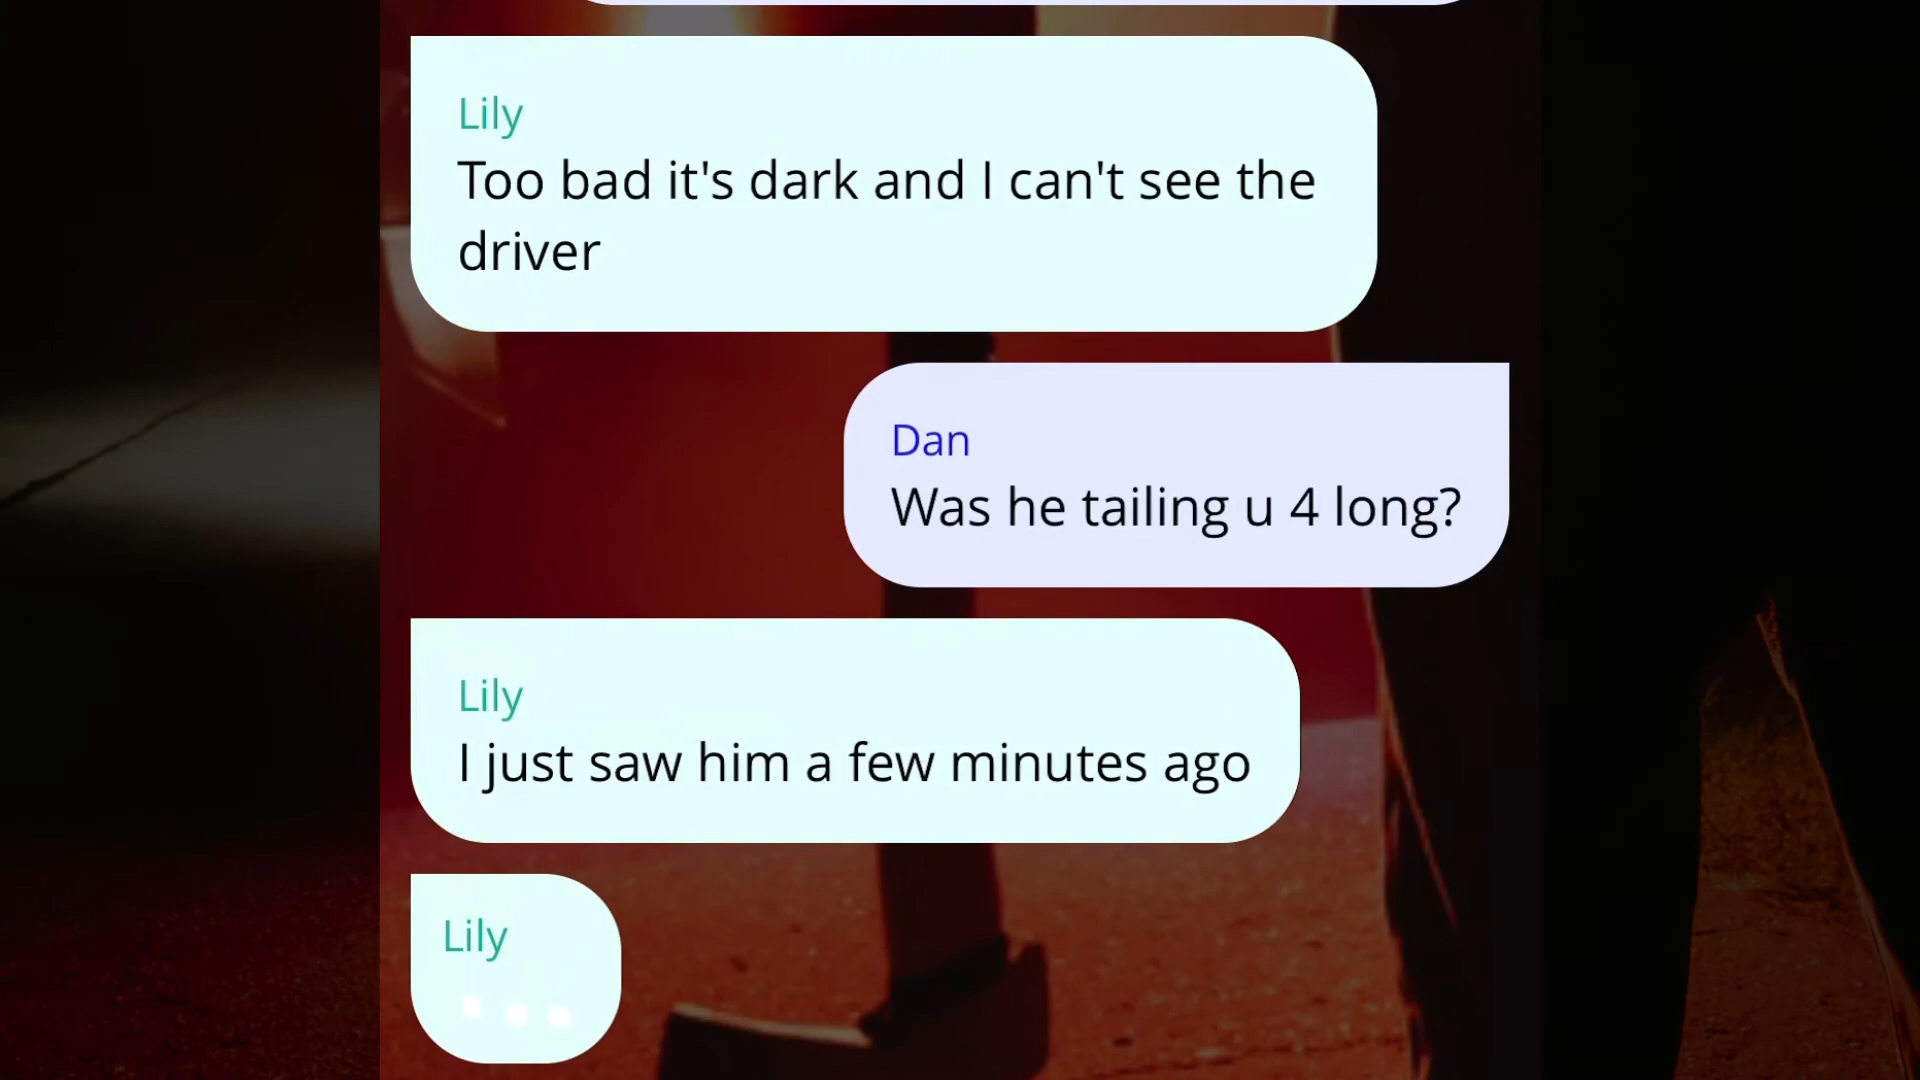 Lily
Too bad it's dark and I can't see the
driver
Dan
Was he tailing u 4 long?
Lily
I just saw him a few minutes ago
Lily